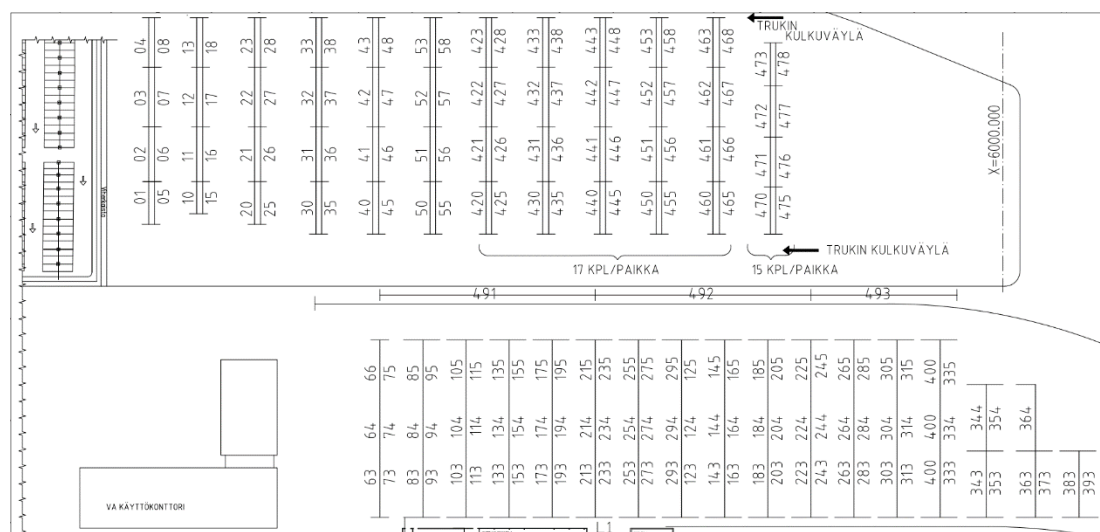 04 08 13 18 23 28 33 38 43 48 53 58 423 428 433 438 443 448 453 458 463 468
TRUKIN
KULKUVÄYLÄ
473 478
03 07 12 17 22 27 32 37 42 47 52 57 422 427 432 437 442 447 452 457 462 467
472 477
02 06 11 16 21 26 31 36 41 46 51 56 421 426 431 436 441 446 451 456 461 466
471 476
X=6000.000
01 05 10 15 20 25 30 35 40 45 50 55 420 425 430 435 440 445 450 455 460 465
470 475
TRUKIN KULKUVÄYLÄ
17 KPL/PAIKKA
15 KPL/PAIKKA
491 492 493
66 75 85 95 105 115 135 155 175 195 215 235 255 275 295 125 145 165 185 205 225 245 265 285 305 315 400 335
344 354 364
64 74 84 94 104 114 134 154 174 194 214 234 254 274 294 124 144 164 184 204 224 244 264 284 304 314 400 334
63 73 83 93 103 113 133 153 173 193 213 233 253 273 293 123 143 163 183 203 223 243 263 283 303 313 400 333
343 353 363 373 383 393
VA KÄYTTÖKONTTORI
L1